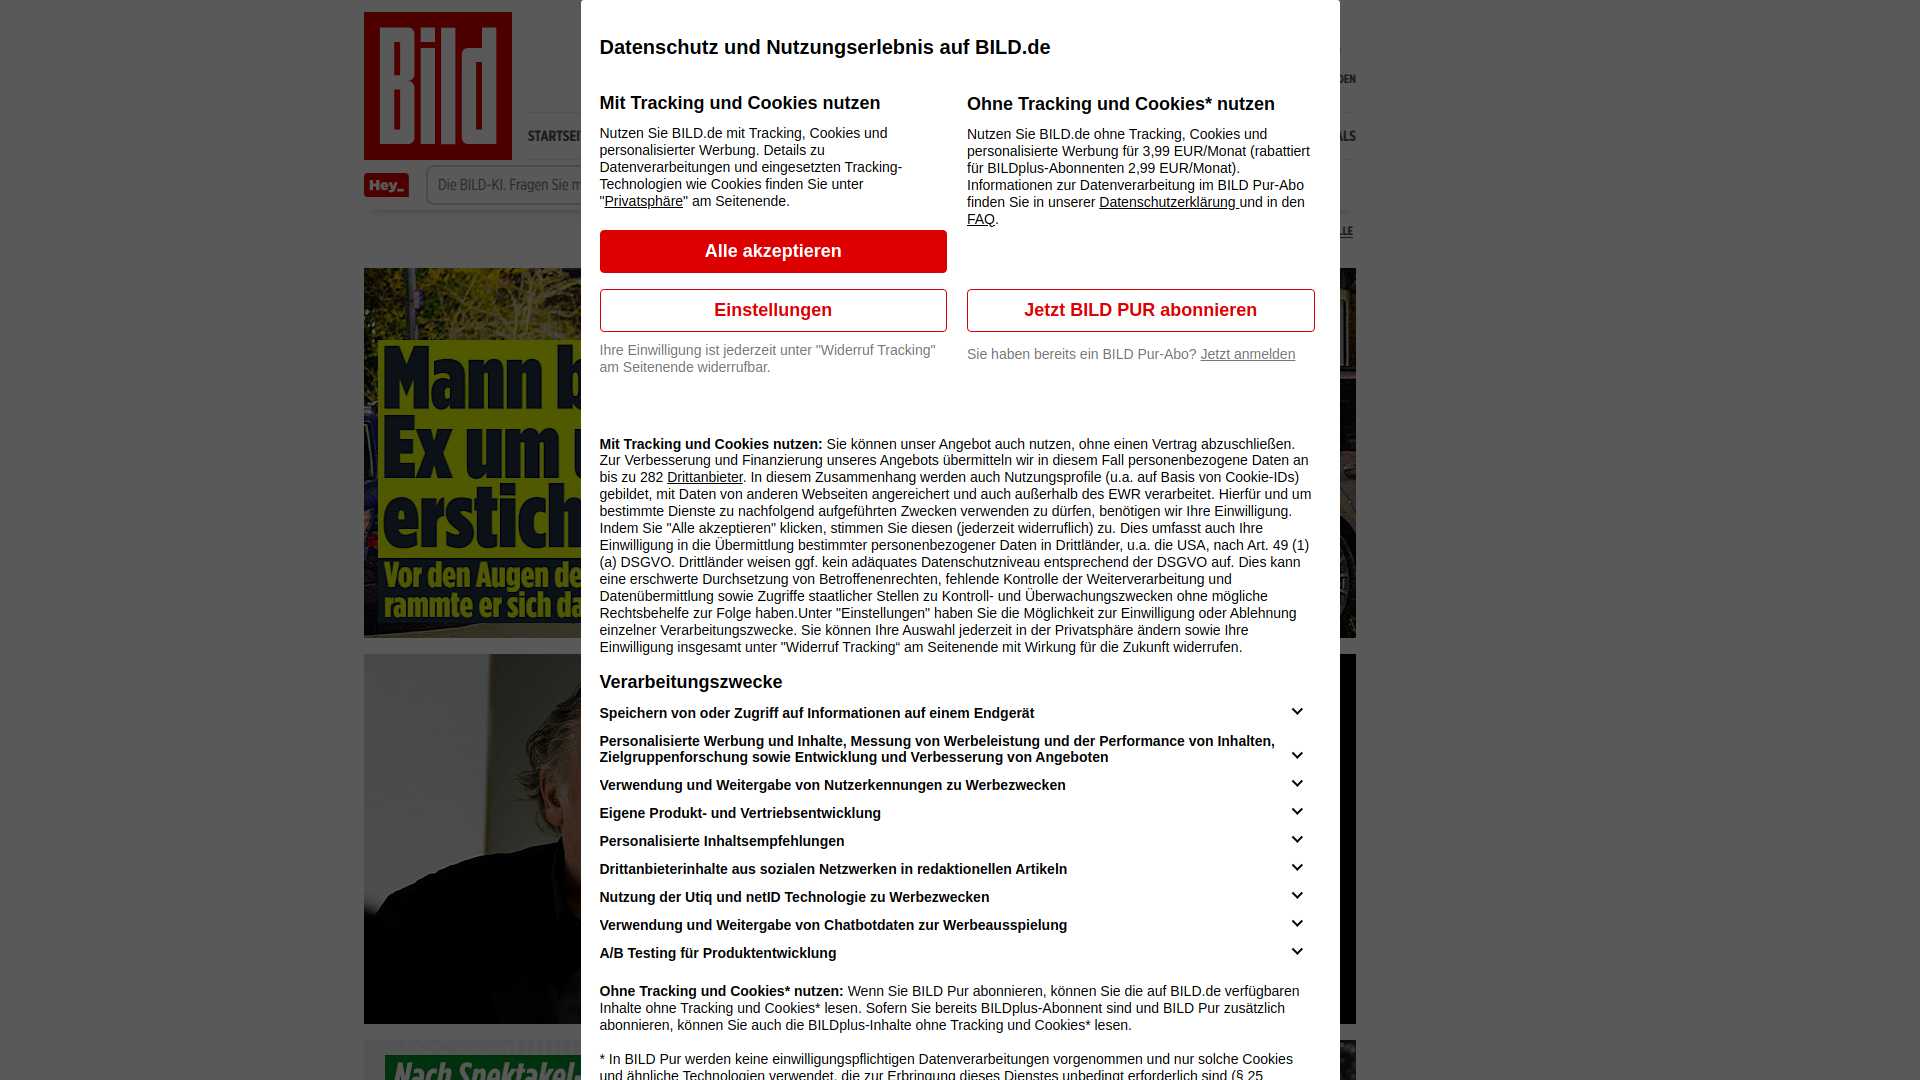 Bild
DEN
STARTSEI
ALS
Hey_
Die BILD-KI. Fragen Sie m
LLE
Mann b
Ex um u
erstich
Vor den Augen de
rammte er sich da
Nach Spektakel-
Datenschutz und Nutzungserlebnis auf BILD.de
Mit Tracking und Cookies nutzen
Nutzen Sie BILD.de mit Tracking, Cookies und
personalisierter Werbung. Details zu
Datenverarbeitungen und eingesetzten Tracking-
Technologien wie Cookies finden Sie unter
"Privatsphäre" am Seitenende.
Alle akzeptieren
Einstellungen
Ihre Einwilligung ist jederzeit unter "Widerruf Tracking"
am Seitenende widerrufbar.
Ohne Tracking und Cookies* nutzen
Nutzen Sie BILD.de ohne Tracking, Cookies und
personalisierte Werbung für 3,99 EUR/Monat (rabattiert
für BILDplus-Abonnenten 2,99 EUR/Monat).
Informationen zur Datenverarbeitung im BILD Pur-Abo
finden Sie in unserer Datenschutzerklärung und in den
FAQ.
Jetzt BILD PUR abonnieren
Sie haben bereits ein BILD Pur-Abo? Jetzt anmelden
Mit Tracking und Cookies nutzen: Sie können unser Angebot auch nutzen, ohne einen Vertrag abzuschließen.
Zur Verbesserung und Finanzierung unseres Angebots übermitteln wir in diesem Fall personenbezogene Daten an
bis zu 282 Drittanbieter. In diesem Zusammenhang werden auch Nutzungsprofile (u.a. auf Basis von Cookie-IDs)
gebildet, mit Daten von anderen Webseiten angereichert und auch außerhalb des EWR verarbeitet. Hierfür und um
bestimmte Dienste zu nachfolgend aufgeführten Zwecken verwenden zu dürfen, benötigen wir Ihre Einwilligung.
Indem Sie "Alle akzeptieren" klicken, stimmen Sie diesen (jederzeit widerruflich) zu. Dies umfasst auch Ihre
Einwilligung in die Übermittlung bestimmter personenbezogener Daten in Drittländer, u.a. die USA, nach Art. 49 (1)
(a) DSGVO. Drittländer weisen ggf. kein adäquates Datenschutzniveau entsprechend der DSGVO auf. Dies kann
eine erschwerte Durchsetzung von Betroffenenrechten, fehlende Kontrolle der Weiterverarbeitung und
Datenübermittlung sowie Zugriffe staatlicher Stellen zu Kontroll- und Überwachungszwecken ohne mögliche
Rechtsbehelfe zur Folge haben.Unter "Einstellungen" haben Sie die Möglichkeit zur Einwilligung oder Ablehnung
einzelner Verarbeitungszwecke. Sie können Ihre Auswahl jederzeit in der Privatsphäre ändern sowie Ihre
Einwilligung insgesamt unter "Widerruf Tracking“ am Seitenende mit Wirkung für die Zukunft widerrufen.
Verarbeitungszwecke
Speichern von oder Zugriff auf Informationen auf einem Endgerät
Personalisierte Werbung und Inhalte, Messung von Werbeleistung und der Performance von Inhalten,
Zielgruppenforschung sowie Entwicklung und Verbesserung von Angeboten
Verwendung und Weitergabe von Nutzerkennungen zu Werbezwecken
Eigene Produkt- und Vertriebsentwicklung
Personalisierte Inhaltsempfehlungen
Drittanbieterinhalte aus sozialen Netzwerken in redaktionellen Artikeln
Nutzung der Utiq und netID Technologie zu Werbezwecken
Verwendung und Weitergabe von Chatbotdaten zur Werbeausspielung
A/B Testing für Produktentwicklung
Ohne Tracking und Cookies* nutzen: Wenn Sie BILD Pur abonnieren, können Sie die auf BILD.de verfügbaren
Inhalte ohne Tracking und Cookies* lesen. Sofern Sie bereits BILDplus-Abonnent sind und BILD Pur zusätzlich
abonnieren, können Sie auch die BILDplus-Inhalte ohne Tracking und Cookies* lesen.
* In BILD Pur werden keine einwilligungspflichtigen Datenverarbeitungen vorgenommen und nur solche Cookies
und ähnliche Technologien verwendet, die zur Erbringung dieses Dienstes unbedingt erforderlich sind (§ 25